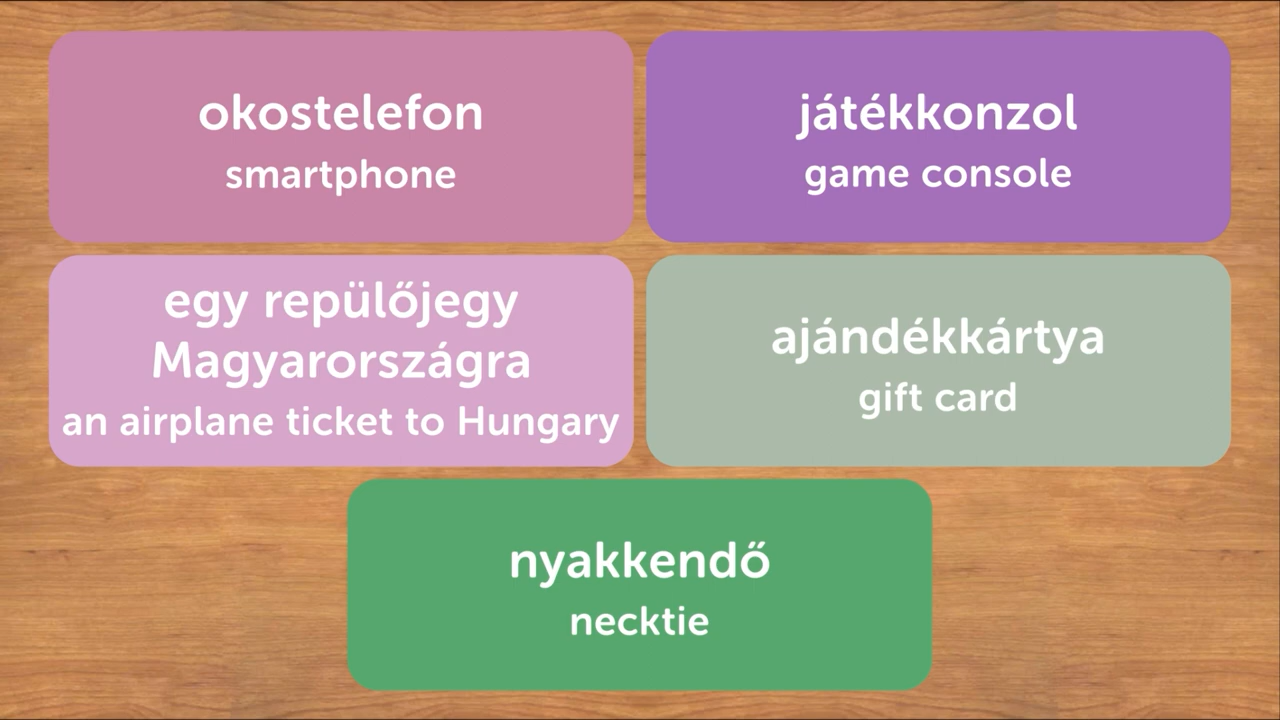 okostelefon
smartphone
játékkonzol
game console
egy repülőjegy
Magyarországra
an airplane ticket to Hungary
ajándékkártya
gift card
nyakkendő
necktie